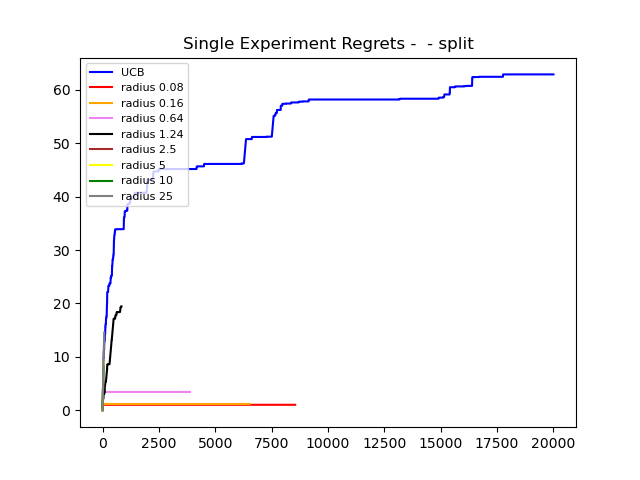 Single Experiment Regrets -  - split
UCB
radius 0.08
radius 0.16
radius 0.64
radius 1.24
radius 2.5
radius 5
radius 10
radius 25
60
50
40
30
20
10
0
0 2500 5000 7500 10000 12500 15000 17500 20000